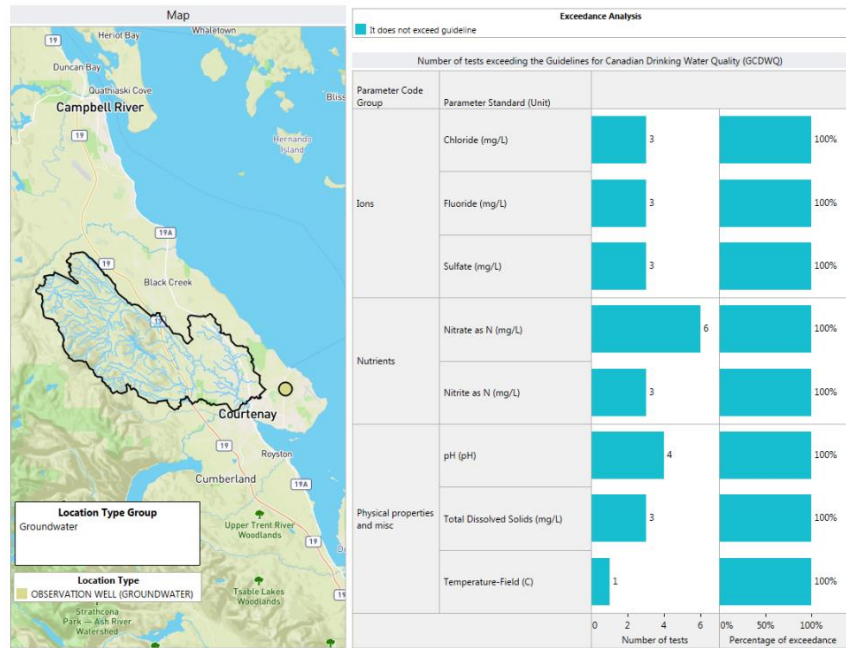 Map
Whaletown
Heriot Bay
19
Duncan Bay
Quathiaski Cove
Campbell River
Bliss
19
Hernando
Island
19A
19
Black Creek
19
Courtenay
19
Royston
Cumberland
19A
Location Type Group
Groundwater
Upper Trent River
Woodlands
Location Type
OBSERVATION WELL (GROUNDWATER)
Tsable Lakes
Woodlands
Strathcona
Park — Ash River
Watershed
19
Exceedance Analysis
It does not exceed guideline
Number of tests exceeding the Guidelines for Canadian Drinking Water Quality (GCDWQ)
Parameter Code
Group
Parameter Standard (Unit)
Ions
Chloride (mg/L)
3
100%
Fluoride (mg/L)
3
100%
Sulfate (mg/L)
3
100%
Nutrients
Nitrate as N (mg/L)
6
100%
Nitrite as N (mg/L)
3
100%
Physical properties
and misc
pH (pH)
4
100%
Total Dissolved Solids (mg/L)
3
100%
Temperature-Field (C)
1
100%
0 2 4 6
0% 50% 100%
Number of tests
Percentage of exceedance